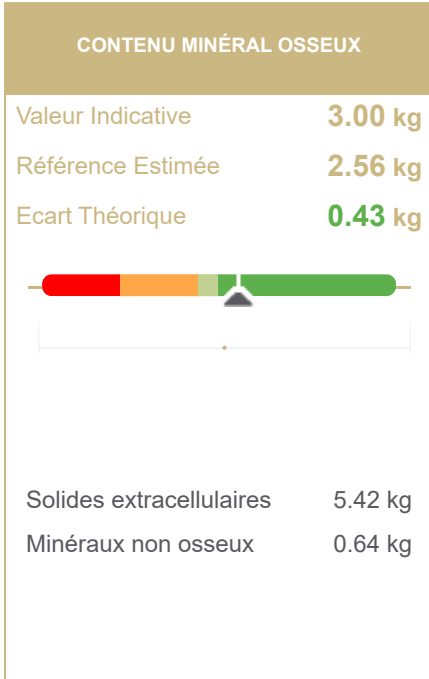 CONTENU MINÉRAL OSSEUX
Valeur Indicative 3.00 kg
Référence Estimée 2.56 kg
Ecart Théorique 0.43 kg
Solides extracellulaires 5.42 kg
Minéraux non osseux 0.64 kg